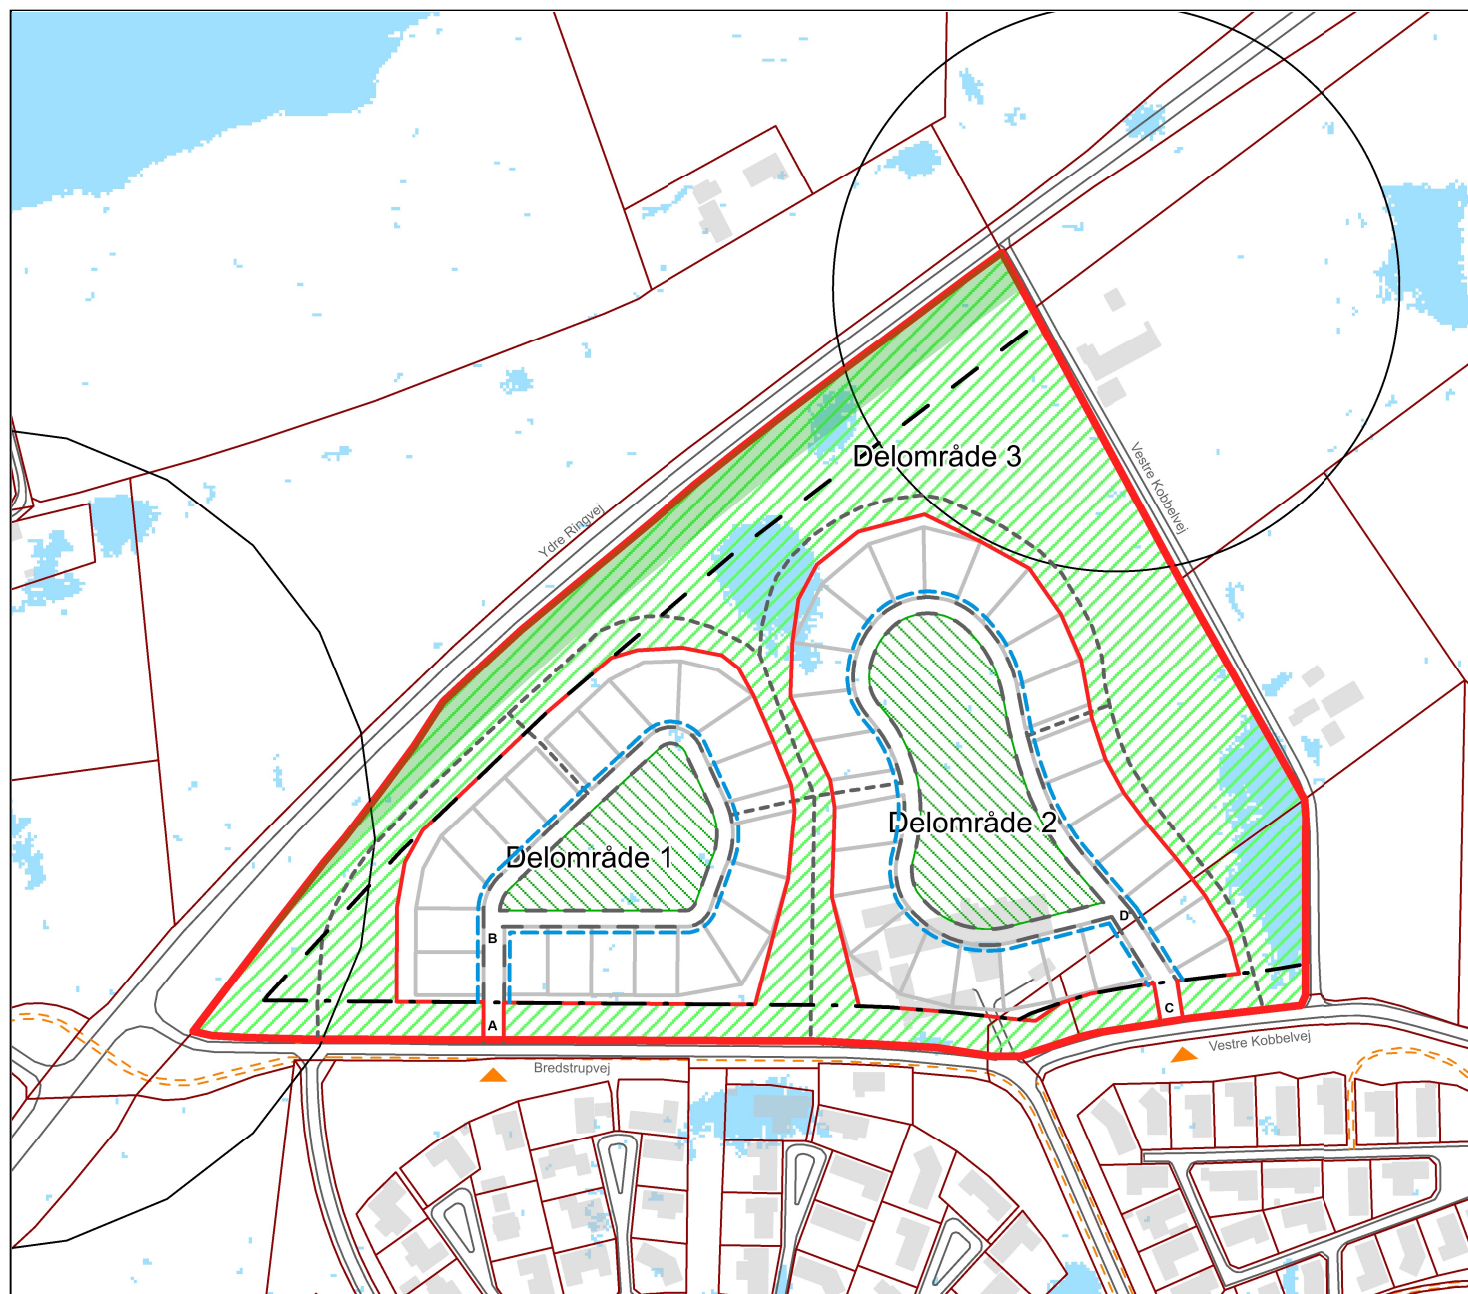 Delområde 3
Ydre Ringvej
Vestre Kobbelvej
Delområde 2
Delområde 1
D
B
C
A
Vestre Kobbelvej
Bredstrupvej